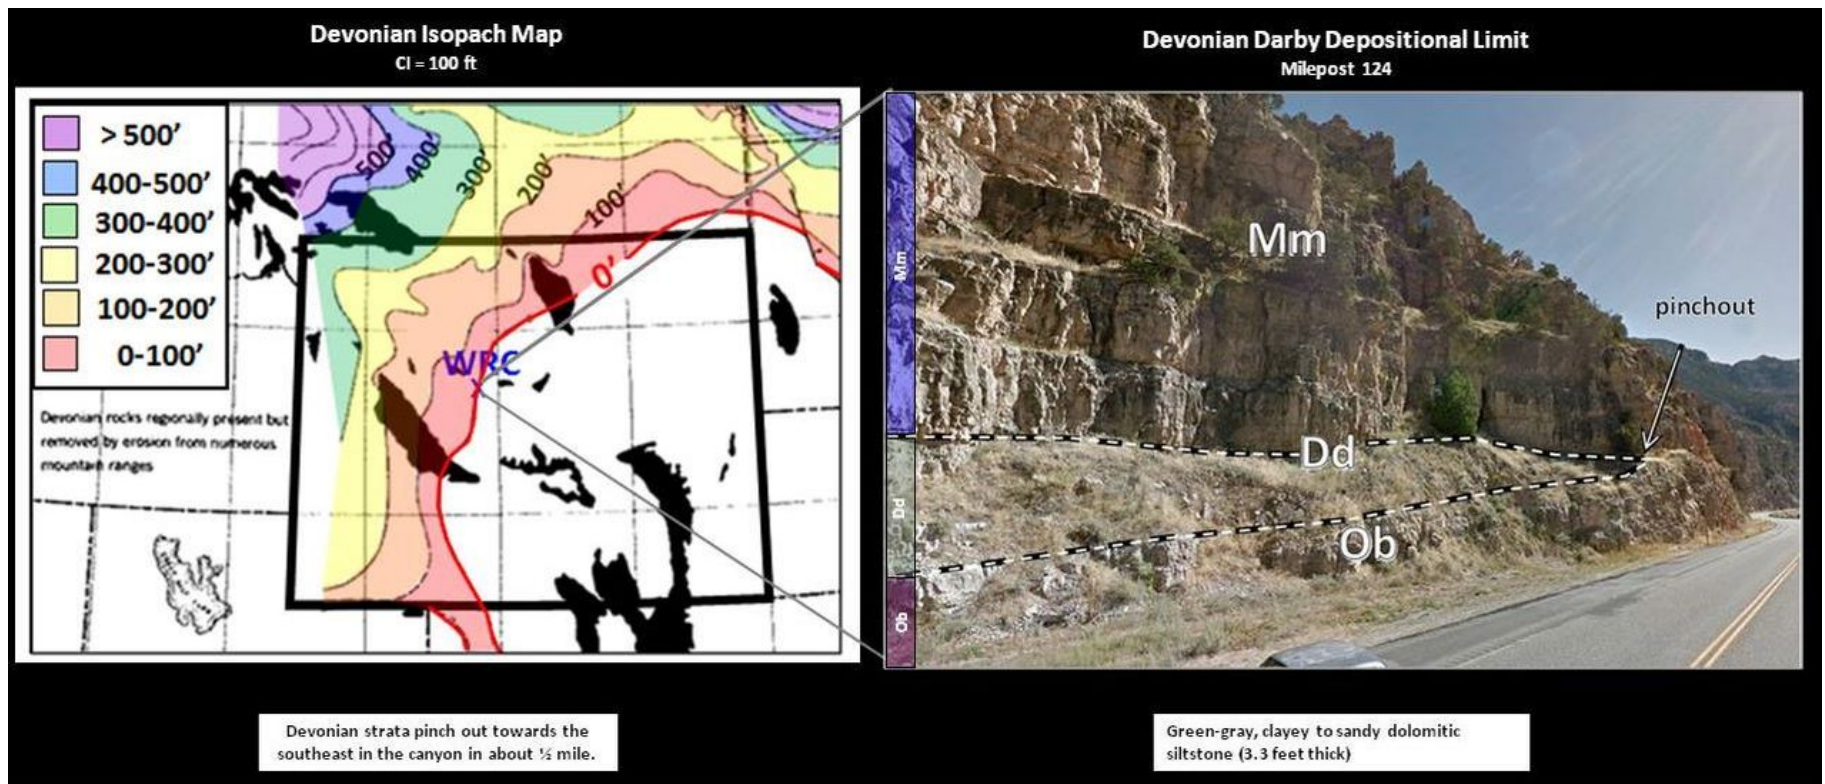 Devonian Isopach Map
CI = 100 ft
> 500’
400-500’
300-400’
200-300’
100-200’
0-100’
Devonian rocks regionally present but
removed by erosion from numerous
mountain ranges
500’
400’
300’
200’
100’
0’
WRC
Devonian strata pinch out towards the
southeast in the canyon in about ½ mile.
Devonian Darby Depositional Limit
Milepost 124
Mm
Dd
Ob
Mm
pinchout
Dd
Ob
Green-gray, clayey to sandy dolomitic
siltstone (3.3 feet thick)